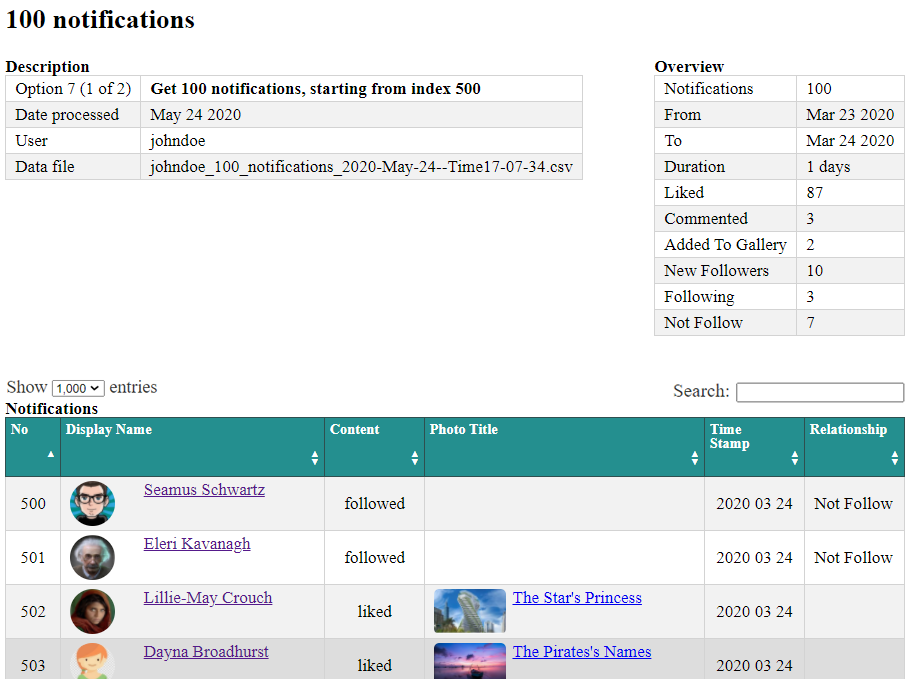 100 notifications
Description
Option 7 (1 of 2) Get 100 notifications, starting from index 500
Date processed May 24 2020
User johndoe
Data file johndoe_100_notifications_2020-May-24--Time17-07-34.csv
Overview
Notifications 100
From Mar 23 2020
To Mar 24 2020
Duration 1 days
Liked 87
Commented 3
Added To Gallery 2
New Followers 10
Following 3
Not Follow 7
Show 1,000 entries
Search:
Notifications
No Display Name Content Photo Title Time Stamp Relationship
500 Seamus Schwartz followed 2020 03 24 Not Follow
501 Eleri Kavanagh followed 2020 03 24 Not Follow
502 Lillie-May Crouch liked The Star's Princess 2020 03 24
503 Dayna Broadhurst liked The Pirates's Names 2020 03 24